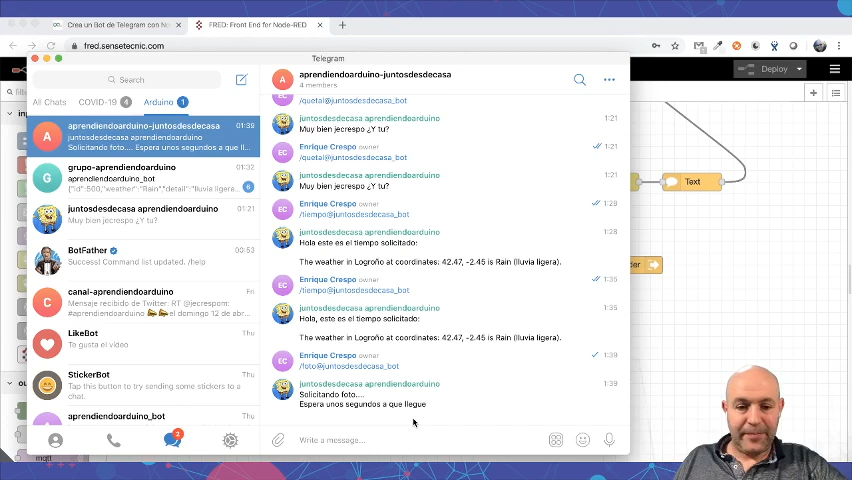 Crea un Bot de Telegram con No
FRED: Front End for Node-RED
fred.sensetecnic.com
Telegram
Deploy
Search
All Chats
COVID-19 4
Arduino 1
aprendiendoarduino-juntosdesdecasa 01:39
juntosdesdecasa aprendiendoarduino
Solicitando foto.... Espera unos segundos a que ll...
grupo-aprendiendoarduino 01:32
aprendiendoarduino_bot
{"id":500,"weather":"Rain","detail":"lluvia ligera... 6
juntosdesdecasa aprendiendoarduino 01:21
Muy bien jecrespo ¿Y tu?
BotFather 00:53
Success! Command list updated. /help
canal-aprendiendoarduino Fri
Mensaje recibido de Twitter: RT @jecrespom:
#aprendiendoarduino el domingo 12 de abr...
LikeBot Thu
Te gusta el video
StickerBot Thu
Tap this button to try sending some stickers to a
chat.
aprendiendoarduino_bot Thu
2
aprendiendoarduino-juntosdesdecasa
4 members
/quetal@juntosdesdecasa_bot
juntosdesdecasa aprendiendoarduino 1:21
Muy bien jecrespo ¿Y tu?
Enrique Crespo owner 1:21
/quetal@juntosdesdecasa_bot
juntosdesdecasa aprendiendoarduino 1:21
Muy bien jecrespo ¿Y tu?
Enrique Crespo owner 1:28
/tiempo@juntosdesdecasa_bot
juntosdesdecasa aprendiendoarduino 1:28
Hola este es el tiempo solicitado:
The weather in Logroño at coordinates: 42.47, -2.45 is Rain (lluvia ligera).
Enrique Crespo owner 1:35
/tiempo@juntosdesdecasa_bot
juntosdesdecasa aprendiendoarduino 1:35
Hola, este es el tiempo solicitado:
The weather in Logroño at coordinates: 42.47, -2.45 is Rain (lluvia ligera).
Enrique Crespo owner 1:39
/foto@juntosdesdecasa_bot
juntosdesdecasa aprendiendoarduino 1:39
Solicitando foto....
Espera unos segundos a que llegue
Write a message...
Text
mqtt